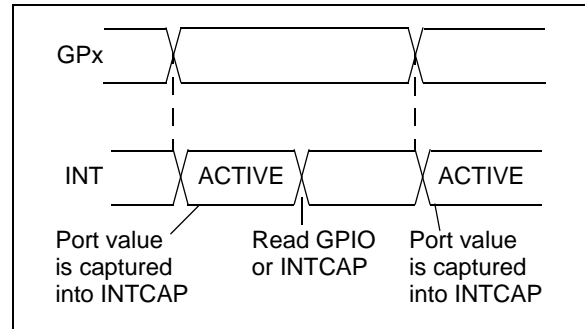 GPx
INT
ACTIVE
ACTIVE
Port value
is captured
into INTCAP
Read GPIO
or INTCAP
Port value
is captured
into INTCAP